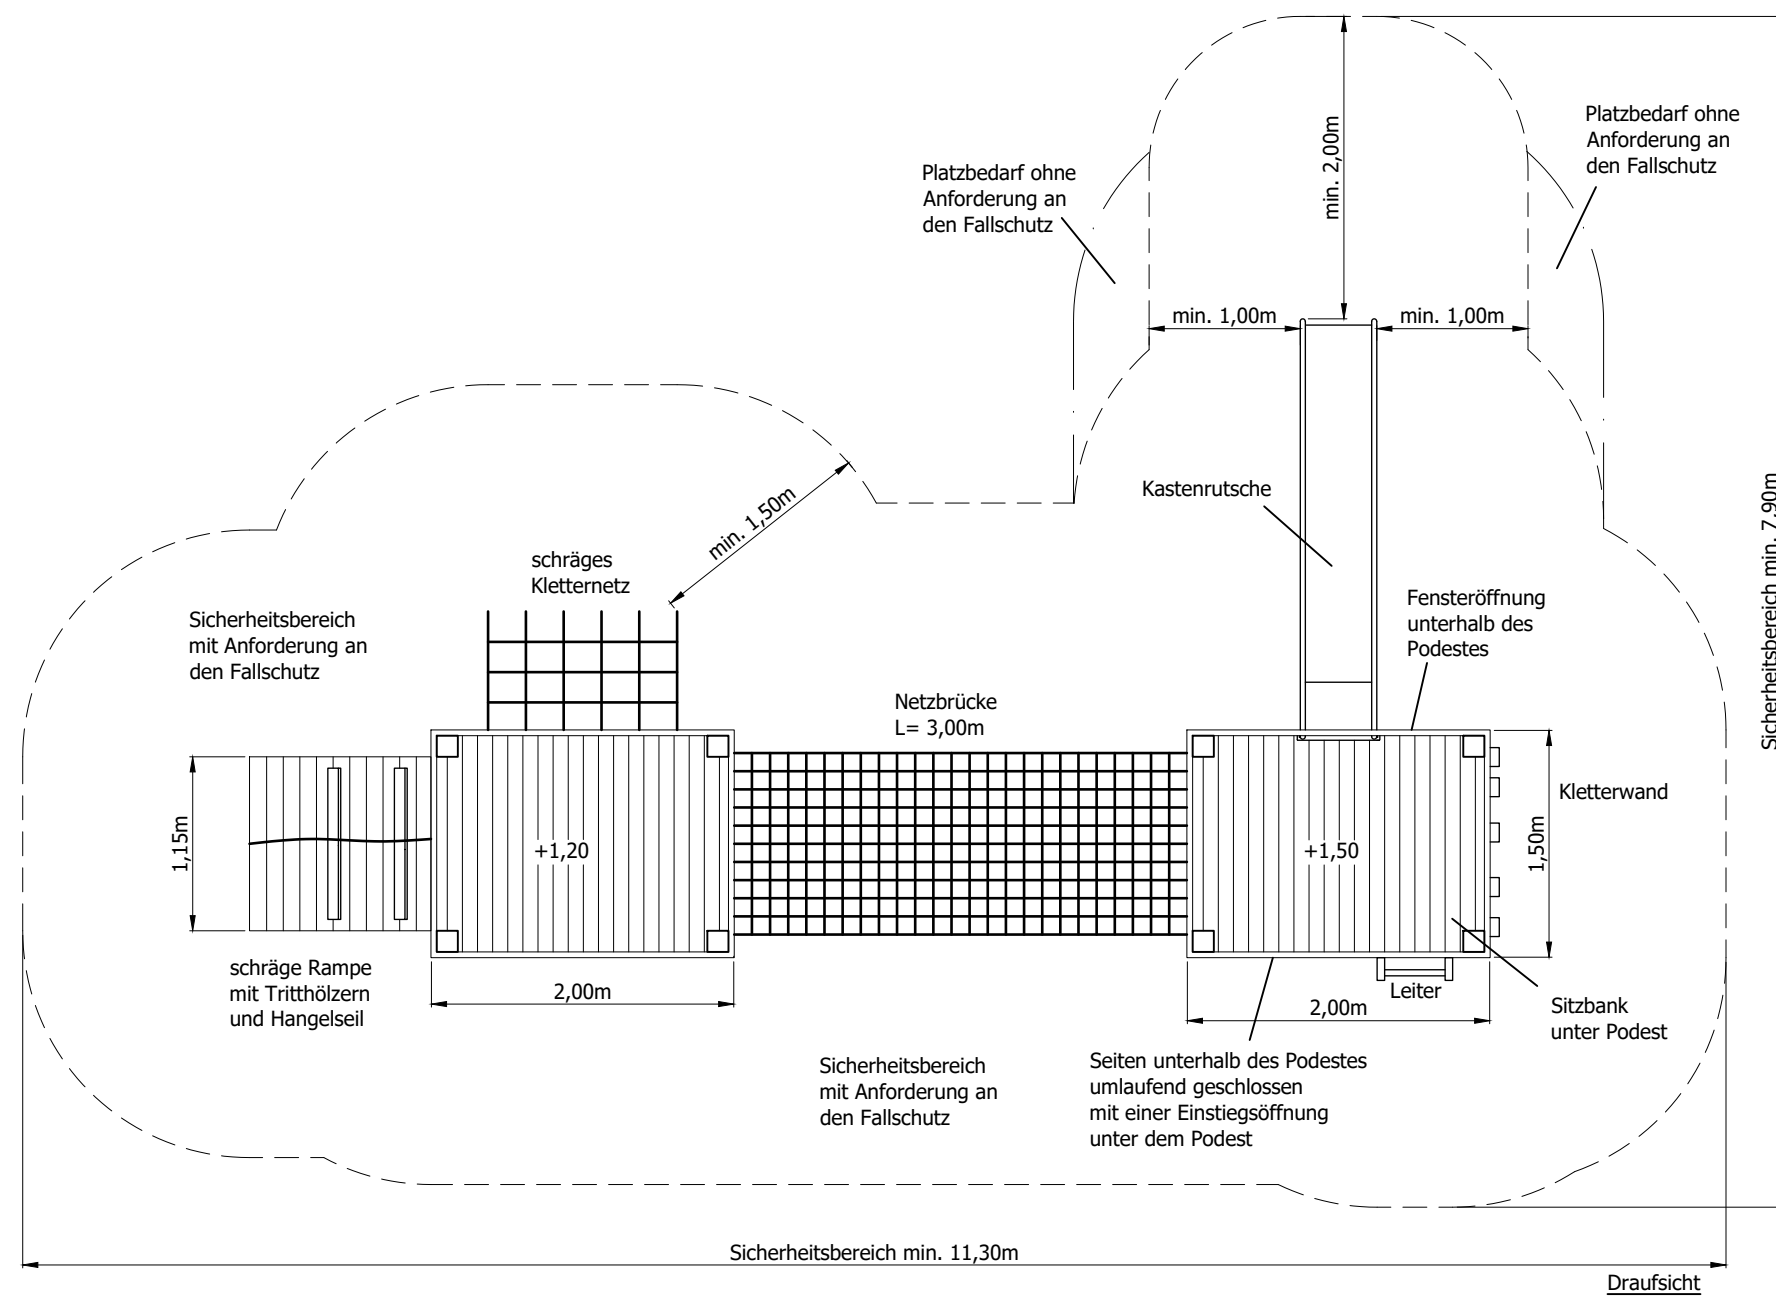 Platzbedarf ohne
Anforderung an
den Fallschutz
Platzbedarf ohne
Anforderung an
den Fallschutz
min. 2,00m
min. 1,00m
min. 1,00m
min. 1,50m
Kastenrutsche
Sicherheitsbereich min. 7,90m
schräges
Kletternetz
Sicherheitsbereich
mit Anforderung an
den Fallschutz
Fensteröffnung
unterhalb des
Podestes
Netzbrücke
L= 3,00m
Kletterwand
1,15m
+1,20
+1,50
1,50m
schräge Rampe
mit Tritthölzern
und Hangelseil
2,00m
Leiter
2,00m
Sitzbank
unter Podest
Sicherheitsbereich
mit Anforderung an
den Fallschutz
Seiten unterhalb des Podestes
umlaufend geschlossen
mit einer Einstiegsöffnung
unter dem Podest
Sicherheitsbereich min. 11,30m
Draufsicht